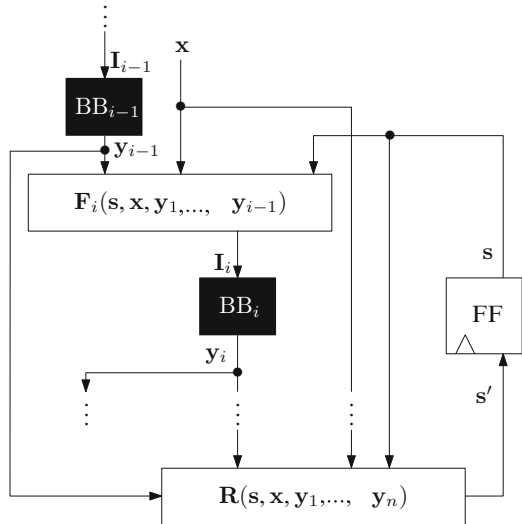 ⋮
I_{i−1}
x
BB_{i−1}
y_{i−1}
F_i(s, x, y_1,..., y_{i−1})
I_i
s
BB_i
FF
y_i
s′
⋮ ⋮ ⋮
R(s, x, y_1,..., y_n)